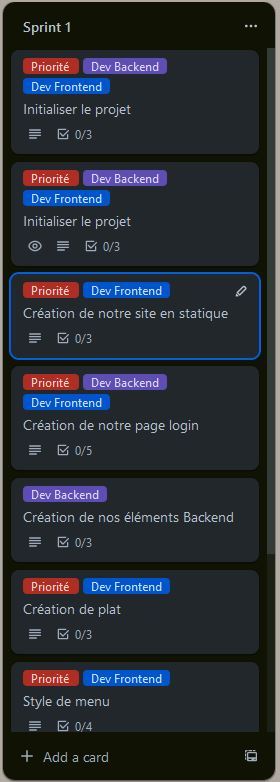 Sprint 1
Priorité Dev Backend
Dev Frontend
Initialiser le projet
0/3
Priorité Dev Backend
Dev Frontend
Initialiser le projet
0/3
Priorité Dev Frontend
Création de notre site en statique
0/3
Priorité Dev Backend
Dev Frontend
Création de notre page login
0/5
Dev Backend
Création de nos éléments Backend
0/3
Priorité Dev Frontend
Création de plat
0/3
Priorité Dev Frontend
Style de menu
0/4
Add a card